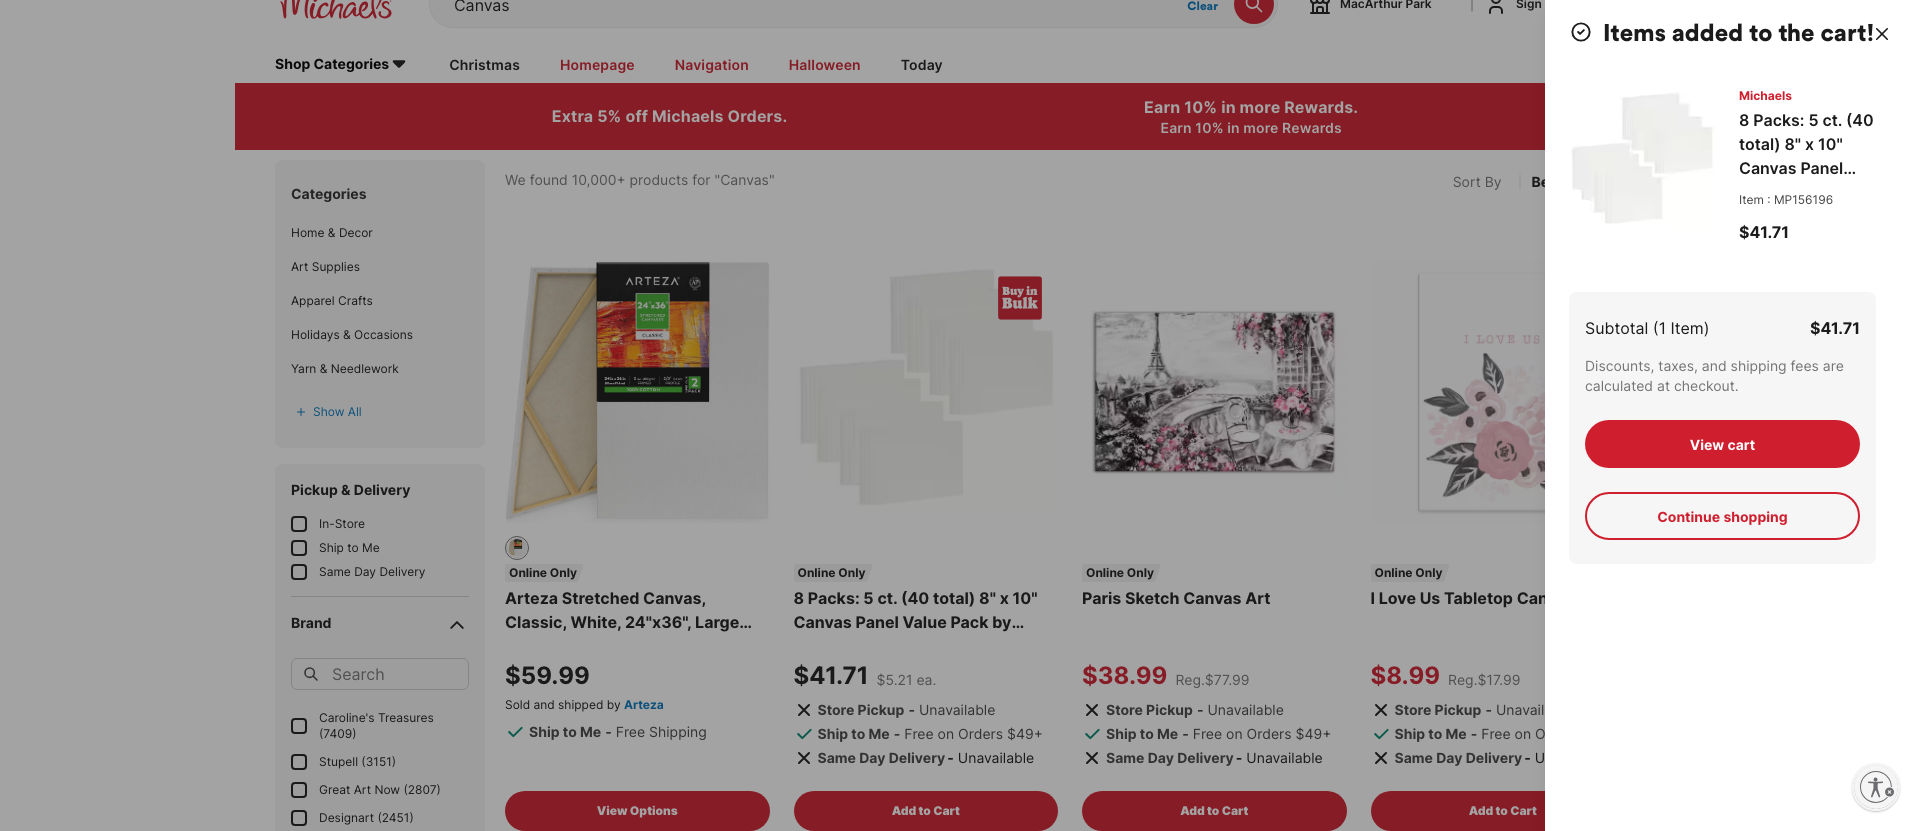 Michaels
Canvas
Clear
MacArthur Park
Sign
Shop Categories
Christmas
Homepage
Navigation
Halloween
Today
Extra 5% off Michaels Orders.
Earn 10% in more Rewards.
Earn 10% in more Rewards
Categories
Home & Decor
Art Supplies
Apparel Crafts
Holidays & Occasions
Yarn & Needlework
+ Show All
Pickup & Delivery
In-Store
Ship to Me
Same Day Delivery
Brand
Search
Caroline's Treasures
(7409)
Stupell (3151)
Great Art Now (2807)
Designart (2451)
We found 10,000+ products for "Canvas"
Sort By
Be
ARTEZA
24"x36"
STRETCHED
CANVASES
CLASSIC
2
Online Only
Arteza Stretched Canvas,
Classic, White, 24"x36", Large...
$59.99
Sold and shipped by Arteza
Ship to Me - Free Shipping
View Options
Buy in
Bulk
Online Only
8 Packs: 5 ct. (40 total) 8" x 10"
Canvas Panel Value Pack by...
$41.71 $5.21 ea.
Store Pickup - Unavailable
Ship to Me - Free on Orders $49+
Same Day Delivery - Unavailable
Add to Cart
Online Only
Paris Sketch Canvas Art
$38.99 Reg.$77.99
Store Pickup - Unavailable
Ship to Me - Free on Orders $49+
Same Day Delivery - Unavailable
Add to Cart
I LOVE US
Online Only
I Love Us Tabletop Can
$8.99 Reg.$17.99
Store Pickup - Unavail
Ship to Me - Free on O
Same Day Delivery - U
Add to Cart
Items added to the cart!
Michaels
8 Packs: 5 ct. (40
total) 8" x 10"
Canvas Panel...
Item : MP156196
$41.71
Subtotal (1 Item)
$41.71
Discounts, taxes, and shipping fees are
calculated at checkout.
View cart
Continue shopping